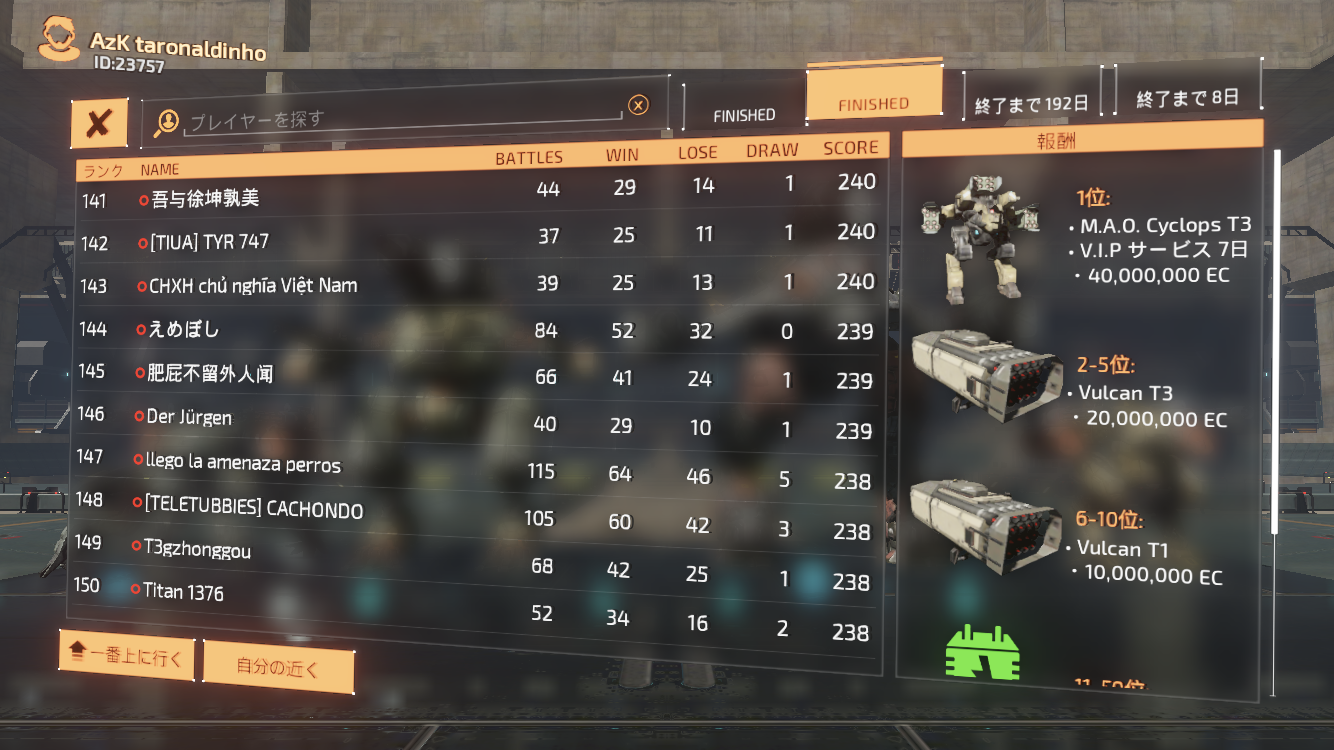 AzK taronaldinho
ID:23757
プレイヤーを探す
FINISHED
FINISHED
終了まで 192日
終了まで 8日
ランク NAME BATTLES WIN LOSE DRAW SCORE
141 吾与徐坤孰美 44 29 14 1 240
142 [TIUA] TYR 747 37 25 11 1 240
143 CHXH chủ nghĩa Việt Nam 39 25 13 1 240
144 えめぼし 84 52 32 0 239
145 肥屁不留外人闻 66 41 24 1 239
146 Der Jürgen 40 29 10 1 239
147 llego la amenaza perros 115 64 46 5 238
148 [TELETUBBIES] CACHONDO 105 60 42 3 238
149 T3gzhonggou 68 42 25 1 238
150 Titan 1376 52 34 16 2 238
一番上に行く
自分の近く
報酬
1位:
• M.A.O. Cyclops T3
• V.I.P サービス 7日
• 40,000,000 EC
2-5位:
• Vulcan T3
• 20,000,000 EC
6-10位:
• Vulcan T1
• 10,000,000 EC
11-50位: